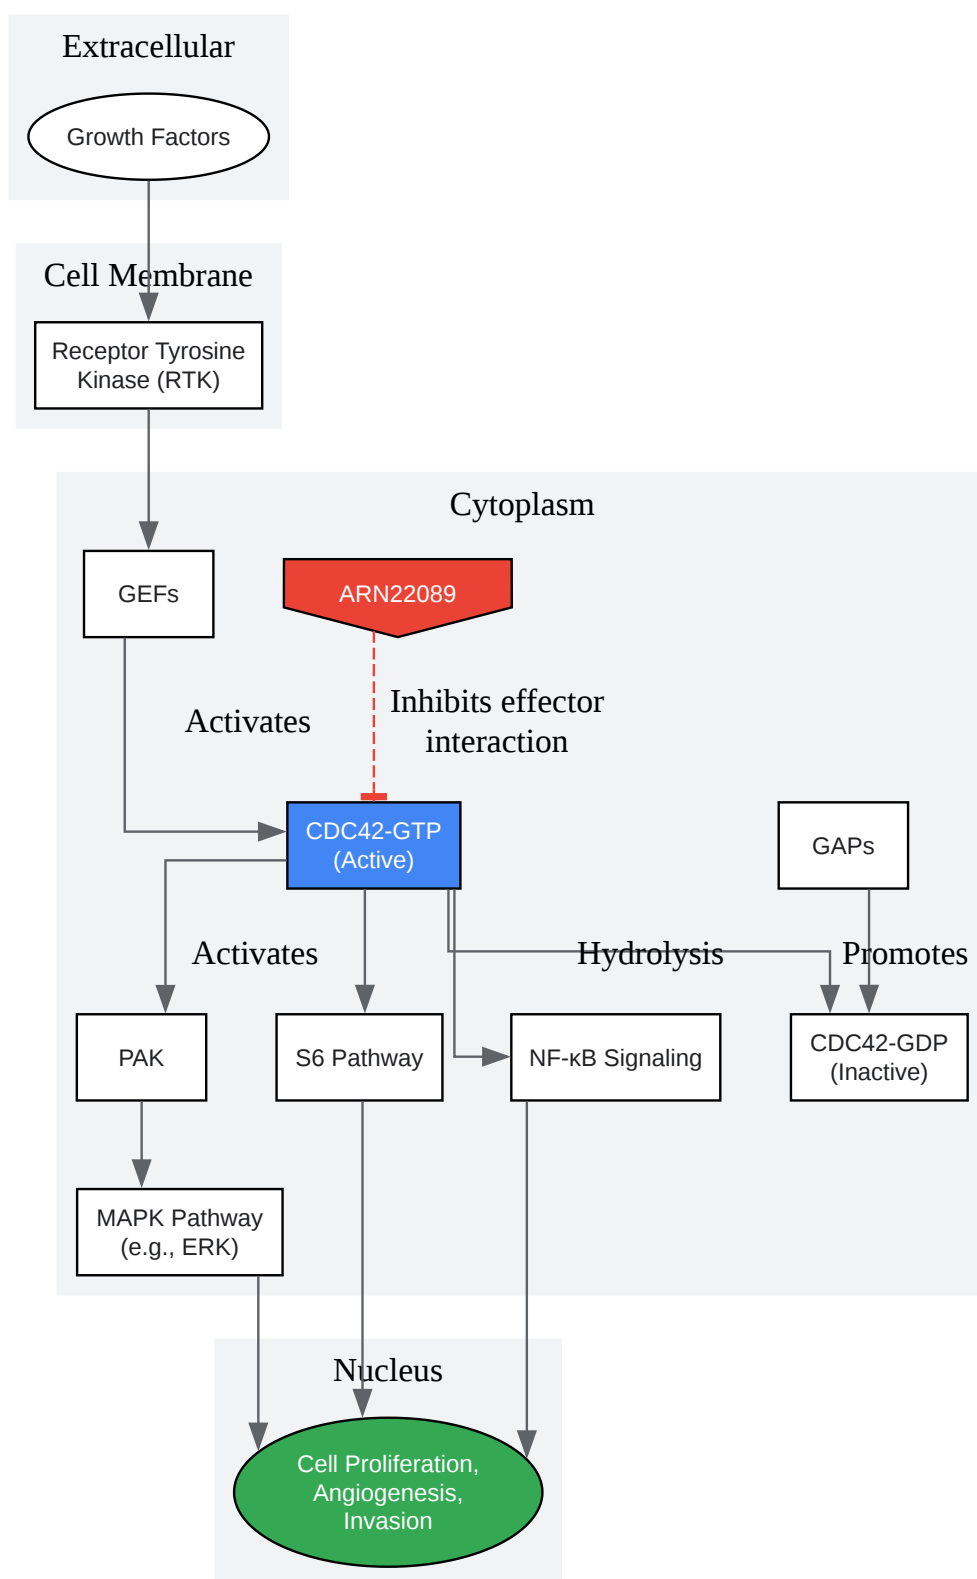 Extracellular
Growth Factors
Cell Membrane
Receptor Tyrosine
Kinase (RTK)
Cytoplasm
GEFs
ARN22089
Activates
Inhibits effector
interaction
CDC42-GTP
(Active)
GAPs
Activates
Hydrolysis
Promotes
PAK
S6 Pathway
NF-κB Signaling
CDC42-GDP
(Inactive)
MAPK Pathway
(e.g., ERK)
Nucleus
Cell Proliferation,
Angiogenesis,
Invasion